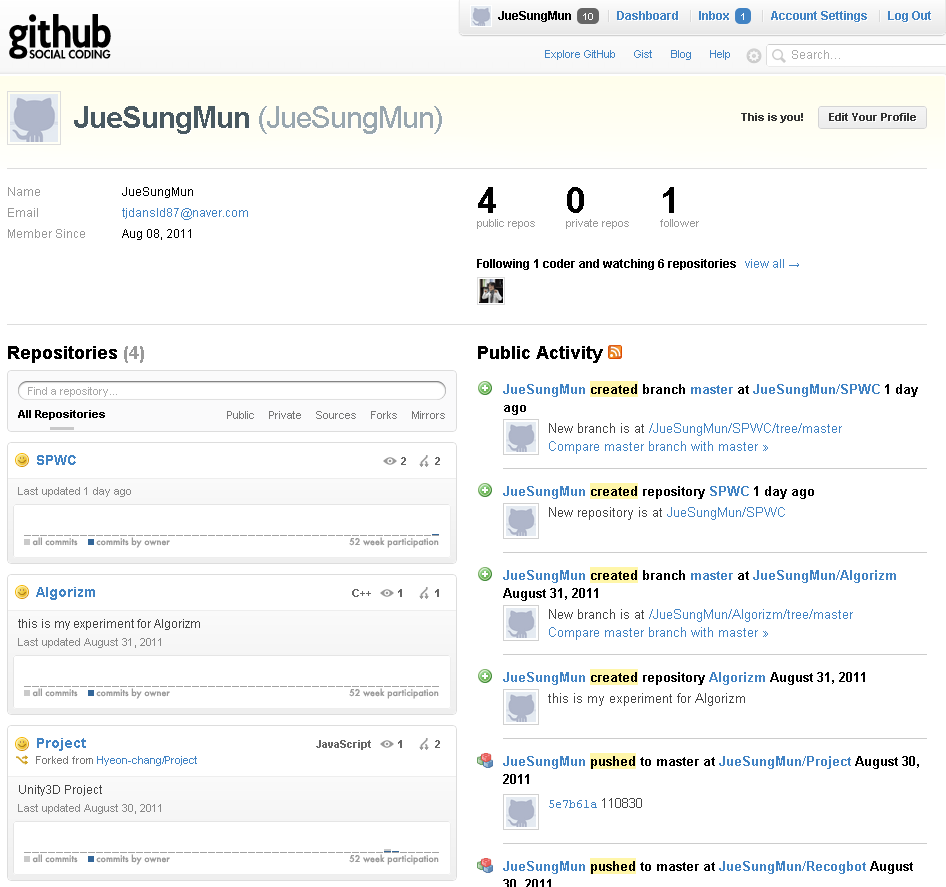 github
SOCIAL CODING
JueSungMun 10 Dashboard Inbox 1 Account Settings Log Out
Explore GitHub Gist Blog Help Search...
JueSungMun (JueSungMun)
This is you! Edit Your Profile
Name JueSungMun
Email tjdansld87@naver.com
Member Since Aug 08, 2011
4 0 1
public repos private repos follower
Following 1 coder and watching 6 repositories view all →
Repositories (4)
Find a repository...
All Repositories Public Private Sources Forks Mirrors
SPWC 2 2
Last updated 1 day ago
all commits commits by owner 52 week participation
Algorizm C++ 1 1
this is my experiment for Algorizm
Last updated August 31, 2011
all commits commits by owner 52 week participation
Project JavaScript 1 2
Forked from Hyeon-chang/Project
Unity3D Project
Last updated August 30, 2011
all commits commits by owner 52 week participation
Public Activity
JueSungMun created branch master at JueSungMun/SPWC 1 day
ago
New branch is at /JueSungMun/SPWC/tree/master
Compare master branch with master »
JueSungMun created repository SPWC 1 day ago
New repository is at JueSungMun/SPWC
JueSungMun created branch master at JueSungMun/Algorizm
August 31, 2011
New branch is at /JueSungMun/Algorizm/tree/master
Compare master branch with master »
JueSungMun created repository Algorizm August 31, 2011
this is my experiment for Algorizm
JueSungMun pushed to master at JueSungMun/Project August 30,
2011
5e7b61a 110830
JueSungMun pushed to master at JueSungMun/Recogbot August
30, 2011